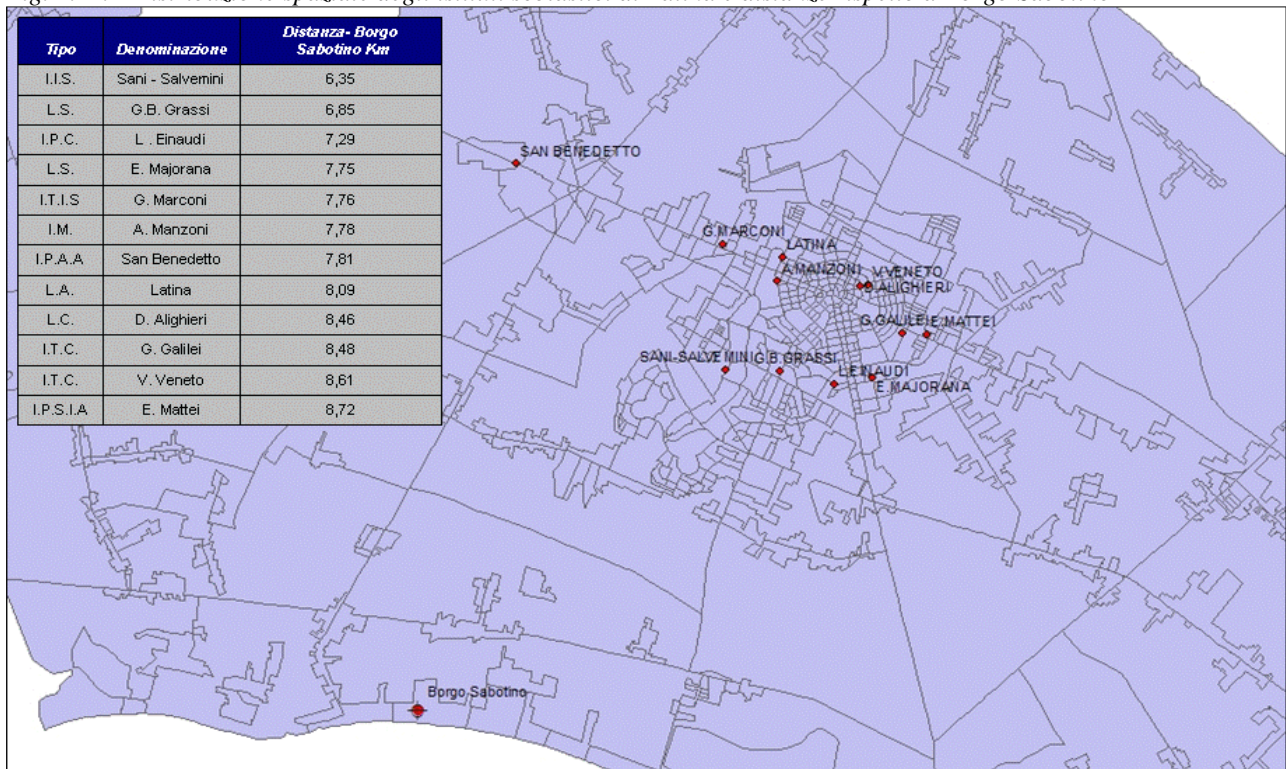 Tipo Denominazione Distanza- Borgo Sabotino Km
I.I.S. Sani - Salvemini 6,35
L.S. G.B. Grassi 6,85
I.P.C. L . Einaudi 7,29
L.S. E. Majorana 7,75
I.T.I.S G. Marconi 7,76
I.M. A. Manzoni 7,78
I.P.A.A San Benedetto 7,81
L.A. Latina 8,09
L.C. D. Alighieri 8,46
I.T.C. G. Galilei 8,48
I.T.C. V. Veneto 8,61
I.P.S.I.A E. Mattei 8,72
SAN BENEDETTO
G.MARCONI
LATINA
A.MANZONI
V.VENETO
D.ALIGHIERI
G.GALILEI
E.MATTEI
SANI-SALVEMINI
G.B.GRASSI
L.EINAUDI
E.MAJORANA
Borgo Sabotino